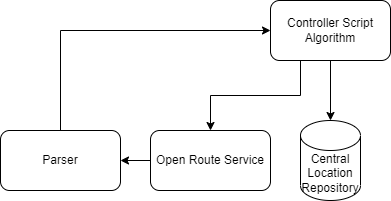 Controller Script
Algorithm
Parser
Open Route Service
Central
Location
Repository